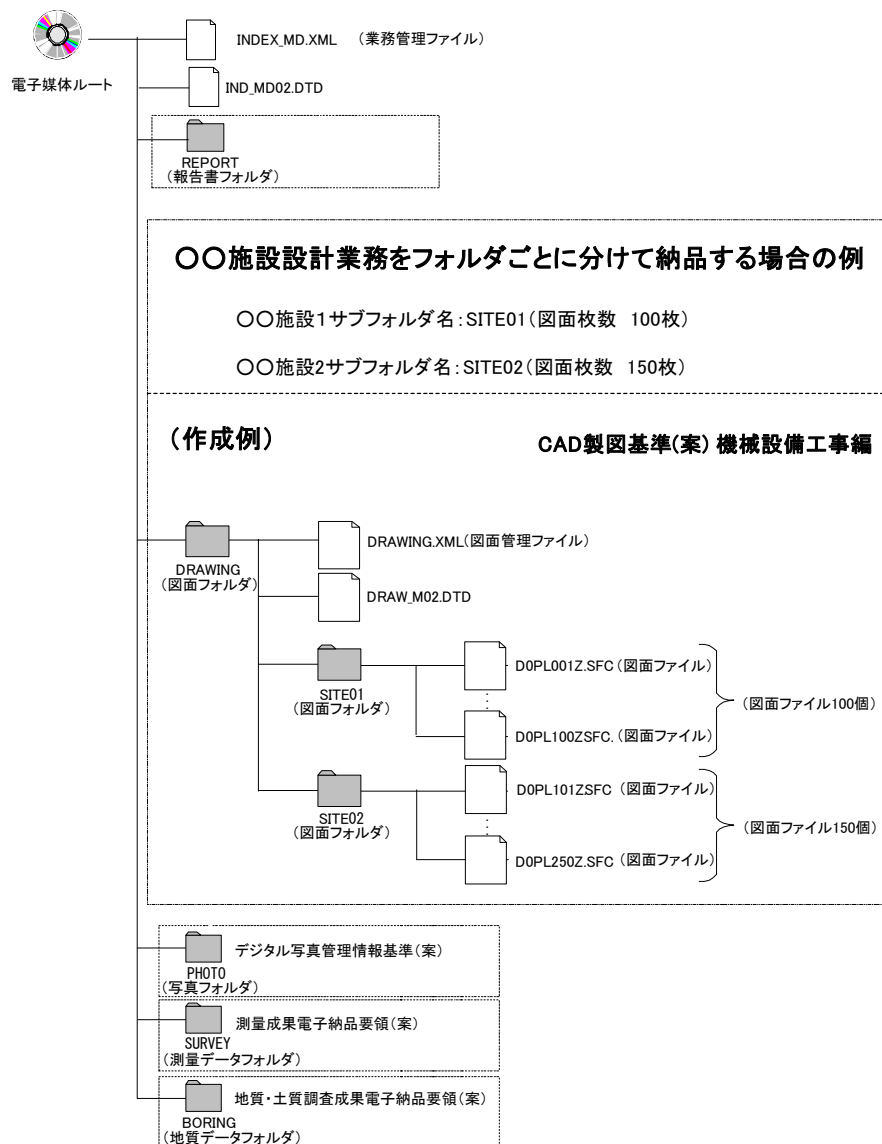 INDEX_MD.XML （業務管理ファイル）
電子媒体ルート
IND_MD02.DTD
REPORT
（報告書フォルダ）
〇〇施設設計業務をフォルダごとに分けて納品する場合の例
〇〇施設1サブフォルダ名：SITE01（図面枚数 100枚）
〇〇施設2サブフォルダ名：SITE02（図面枚数 150枚）
（作成例）
CAD製図基準(案) 機械設備工事編
DRAWING
（図面フォルダ）
DRAWING.XML（図面管理ファイル）
DRAW_M02.DTD
SITE01
（図面フォルダ）
D0PL001Z.SFC（図面ファイル）
D0PL100ZSFC.（図面ファイル）
（図面ファイル100個）
SITE02
（図面フォルダ）
D0PL101ZSFC （図面ファイル）
D0PL250Z.SFC（図面ファイル）
（図面ファイル150個）
PHOTO
（写真フォルダ）
デジタル写真管理情報基準（案）
SURVEY
（測量データフォルダ）
測量成果電子納品要領（案）
BORING
（地質データフォルダ）
地質・土質調査成果電子納品要領（案）